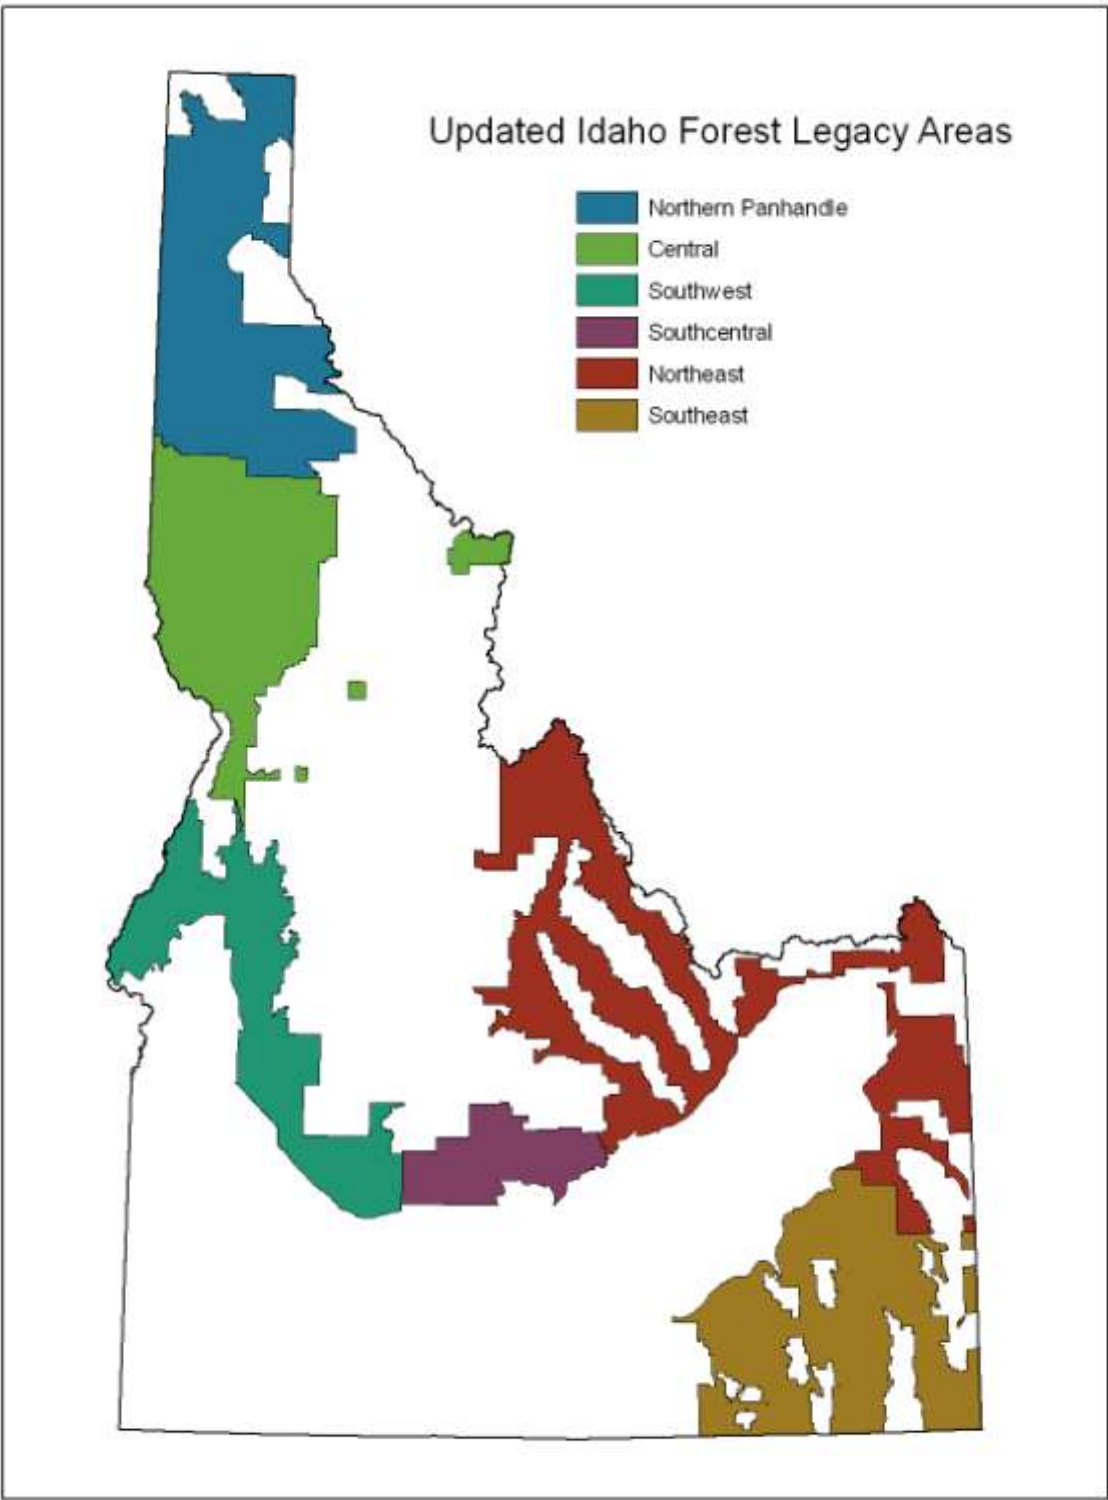 Updated Idaho Forest Legacy Areas
Northern Panhandle
Central
Southwest
Southcentral
Northeast
Southeast